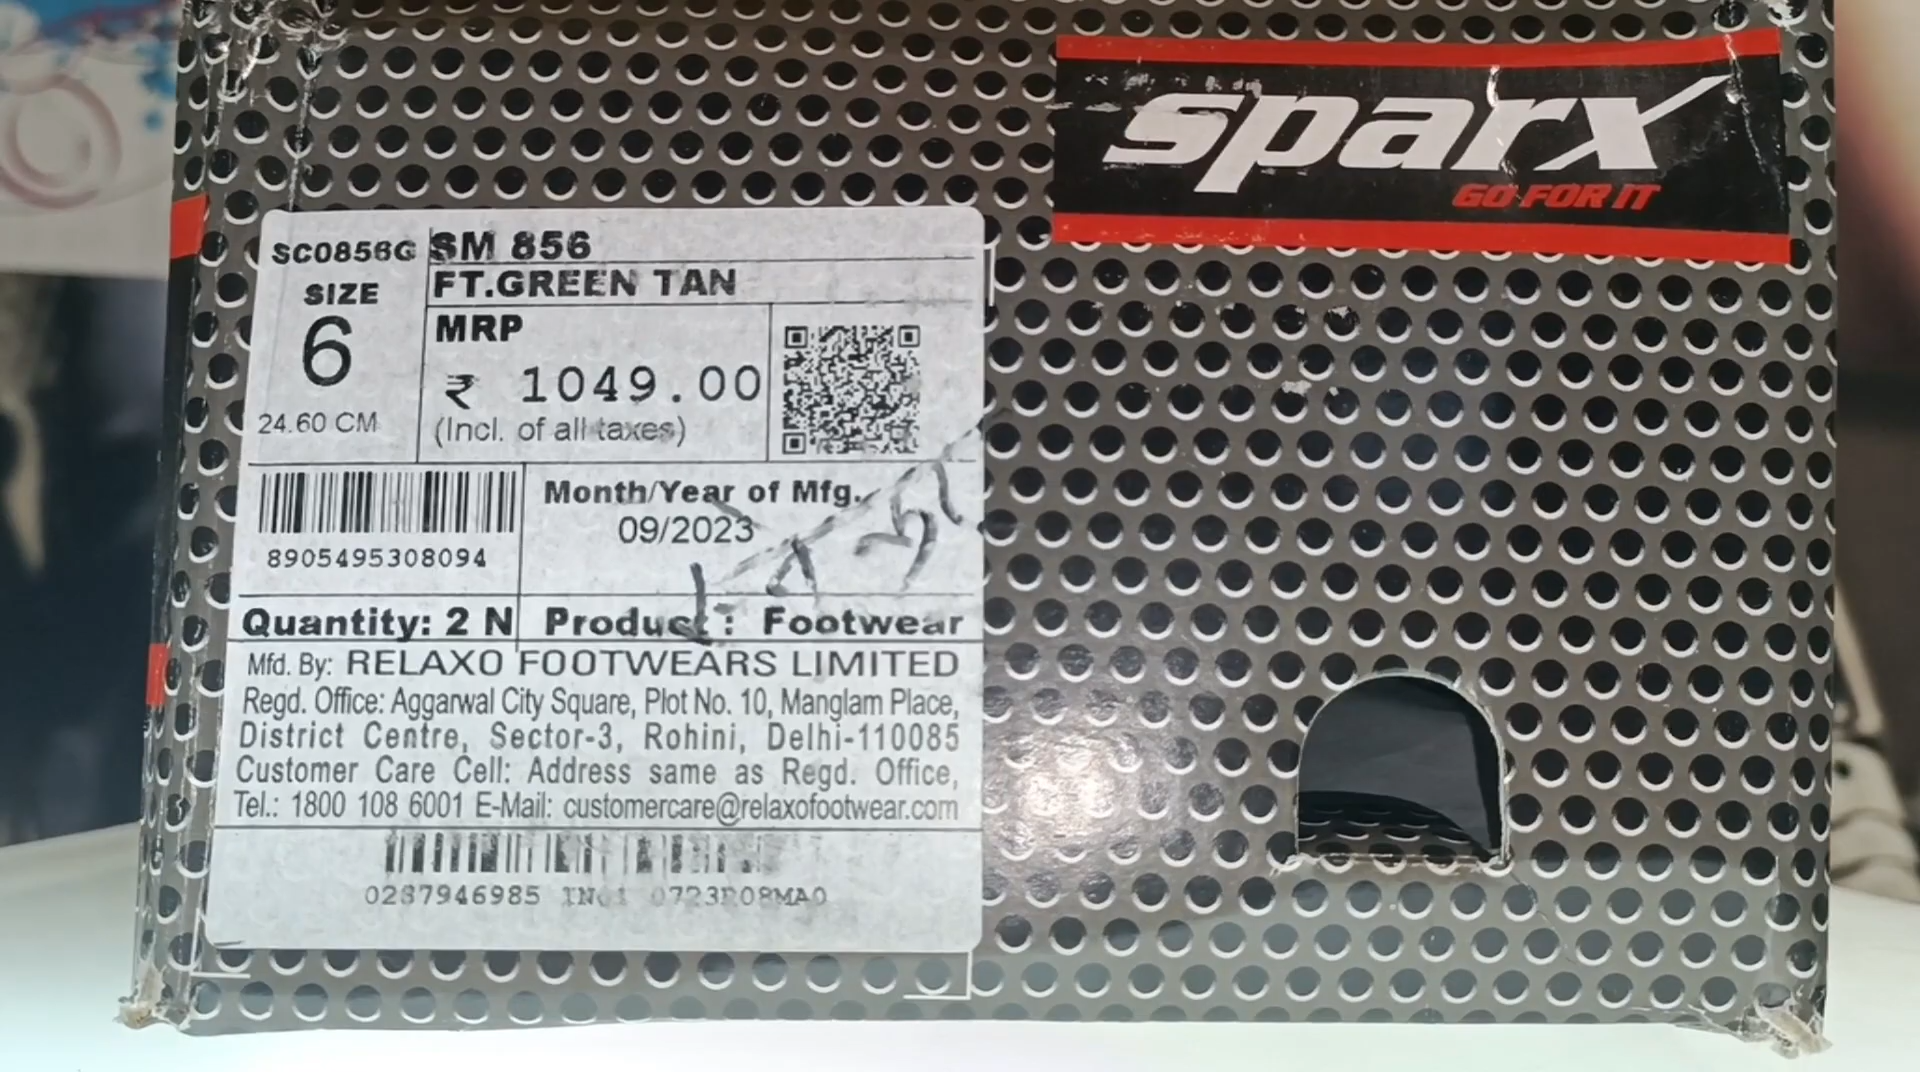 sparx
GO FOR IT
SC0856G SM 856
FT.GREEN TAN
SIZE
6
24.60 CM
MRP
₹ 1049.00
(Incl. of all taxes)
Month/Year of Mfg.
09/2023
8905495308094
Quantity: 2 N Product : Footwear
Mfd. By: RELAXO FOOTWEARS LIMITED
Regd. Office: Aggarwal City Square, Plot No. 10, Manglam Place,
District Centre, Sector-3, Rohini, Delhi-110085
Customer Care Cell: Address same as Regd. Office,
Tel.: 1800 108 6001 E-Mail: customercare@relaxofootwear.com
0287946985